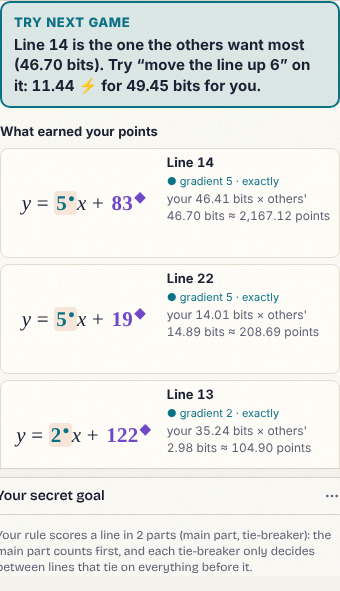 TRY NEXT GAME
Line 14 is the one the others want most
(46.70 bits). Try “move the line up 6” on
it: 11.44 ⚡ for 49.45 bits for you.
What earned your points
Line 14
● gradient 5 · exactly
your 46.41 bits × others'
46.70 bits ≈ 2,167.12 points
y = 5●x + 83◆
Line 22
● gradient 5 · exactly
your 14.01 bits × others'
14.89 bits ≈ 208.69 points
y = 5●x + 19◆
Line 13
● gradient 2 · exactly
your 35.24 bits × others'
2.98 bits ≈ 104.90 points
y = 2●x + 122◆
Your secret goal ···
Your rule scores a line in 2 parts (main part, tie-breaker): the
main part counts first, and each tie-breaker only decides
between lines that tie on everything before it.